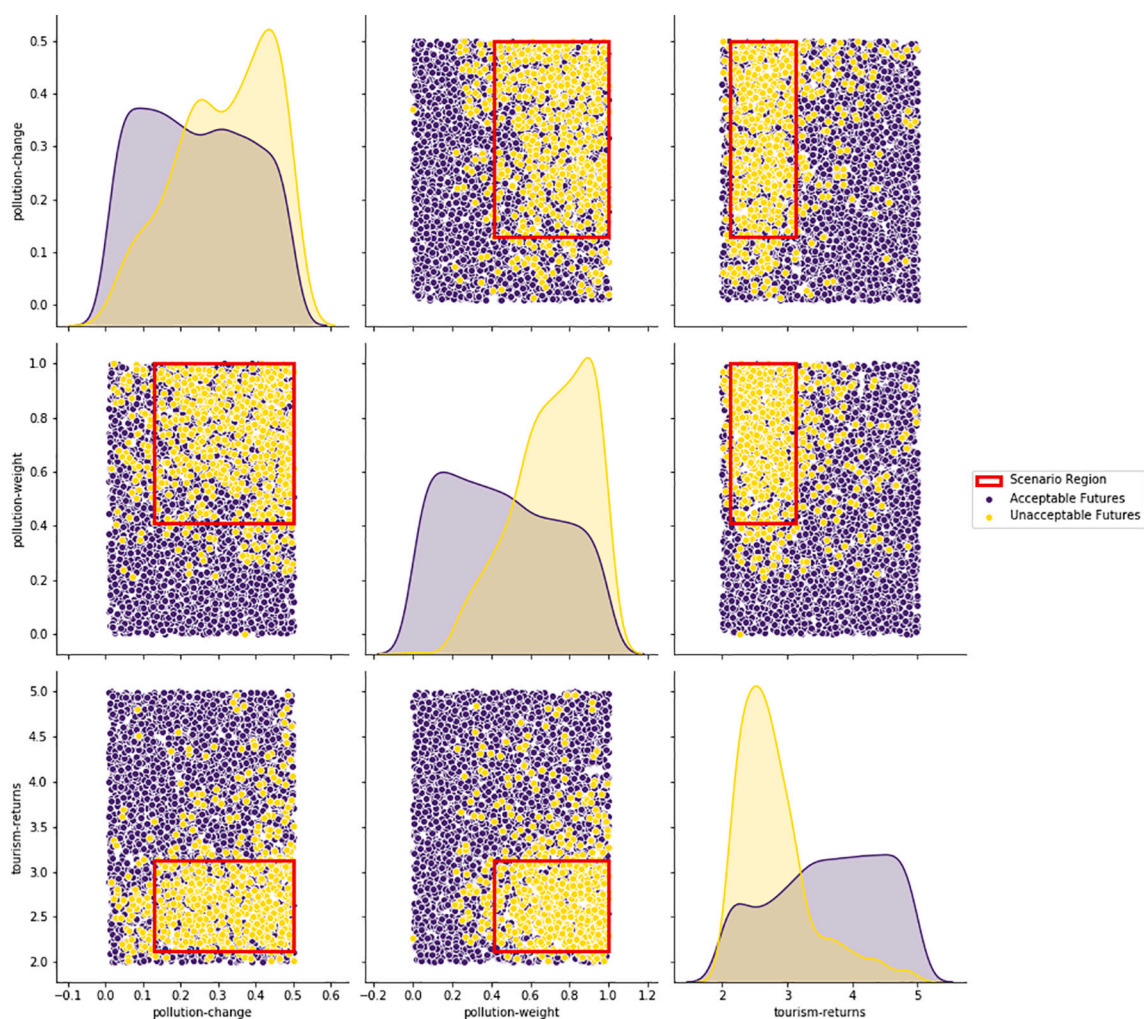 pollution-change
0.5
0.4
0.3
0.2
0.1
0.0
pollution-weight
1.0
0.8
0.6
0.4
0.2
0.0
Scenario Region
Acceptable Futures
Unacceptable Futures
tourism-returns
5.0
4.5
4.0
3.5
3.0
2.5
2.0
−0.1 0.0 0.1 0.2 0.3 0.4 0.5 0.6
−0.2 0.0 0.2 0.4 0.6 0.8 1.0 1.2
2 3 4 5
pollution-change
pollution-weight
tourism-returns